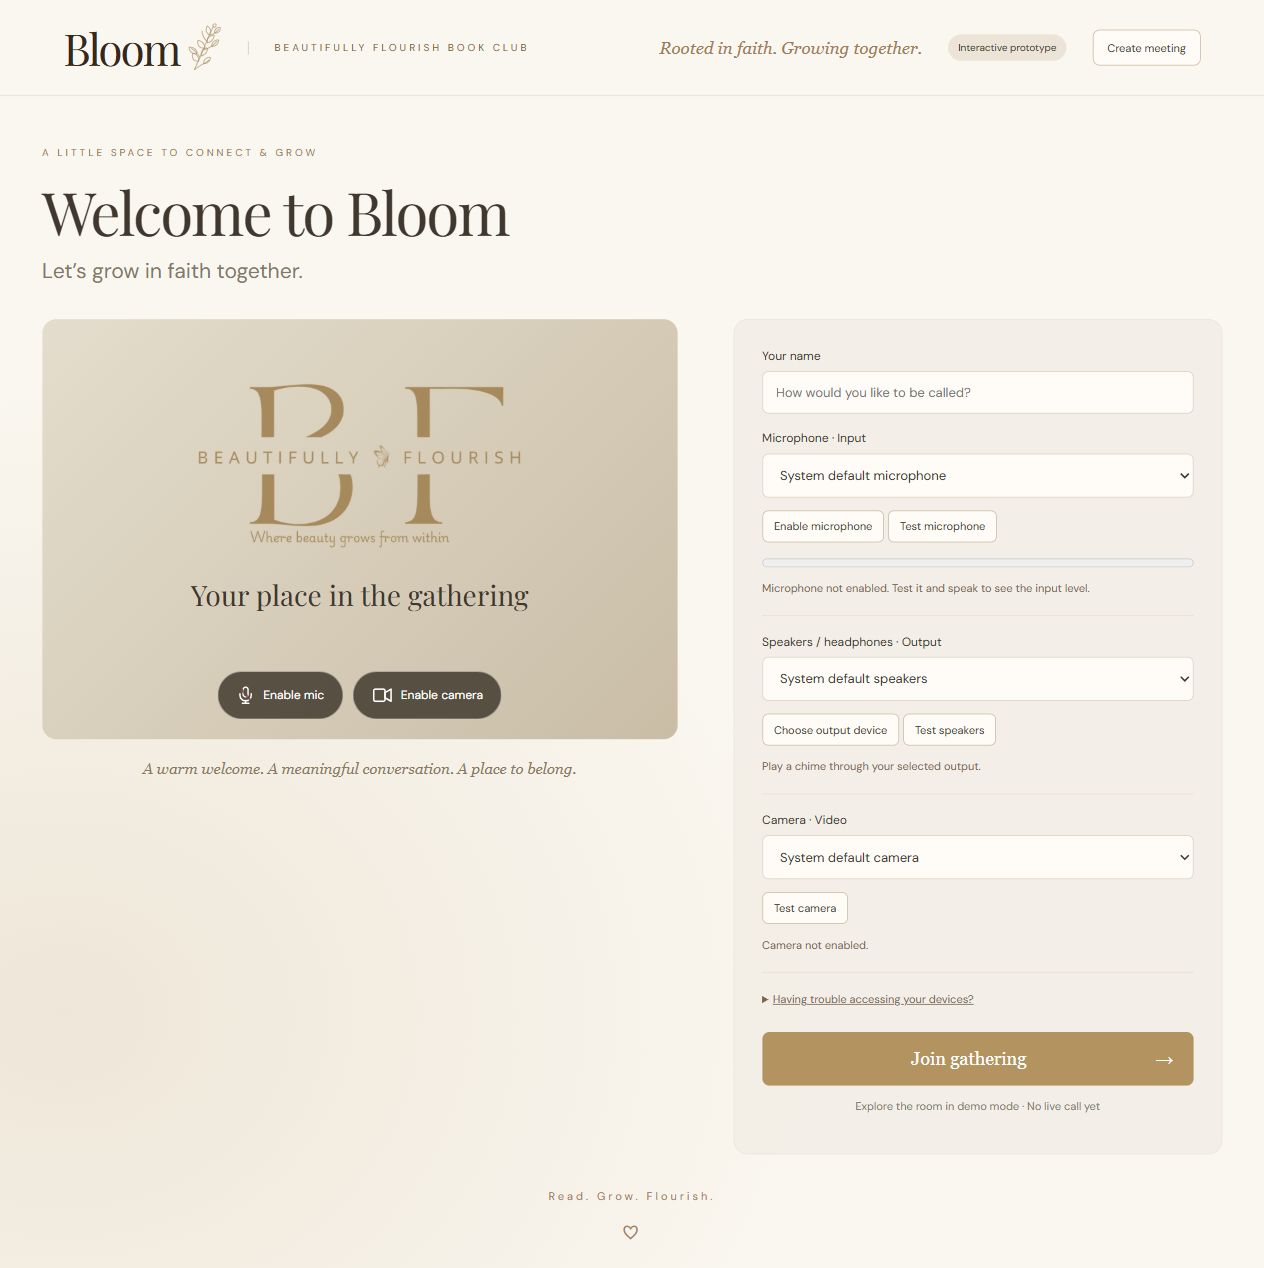 Bloom
BEAUTIFULLY FLOURISH BOOK CLUB
Rooted in faith. Growing together.
Interactive prototype
Create meeting
A LITTLE SPACE TO CONNECT & GROW
Welcome to Bloom
Let’s grow in faith together.
BF
BEAUTIFULLY FLOURISH
Where beauty grows from within
Your place in the gathering
Enable mic
Enable camera
A warm welcome. A meaningful conversation. A place to belong.
Your name
How would you like to be called?
Microphone · Input
System default microphone
Enable microphone
Test microphone
Microphone not enabled. Test it and speak to see the input level.
Speakers / headphones · Output
System default speakers
Choose output device
Test speakers
Play a chime through your selected output.
Camera · Video
System default camera
Test camera
Camera not enabled.
Having trouble accessing your devices?
Join gathering →
Explore the room in demo mode · No live call yet
Read. Grow. Flourish.